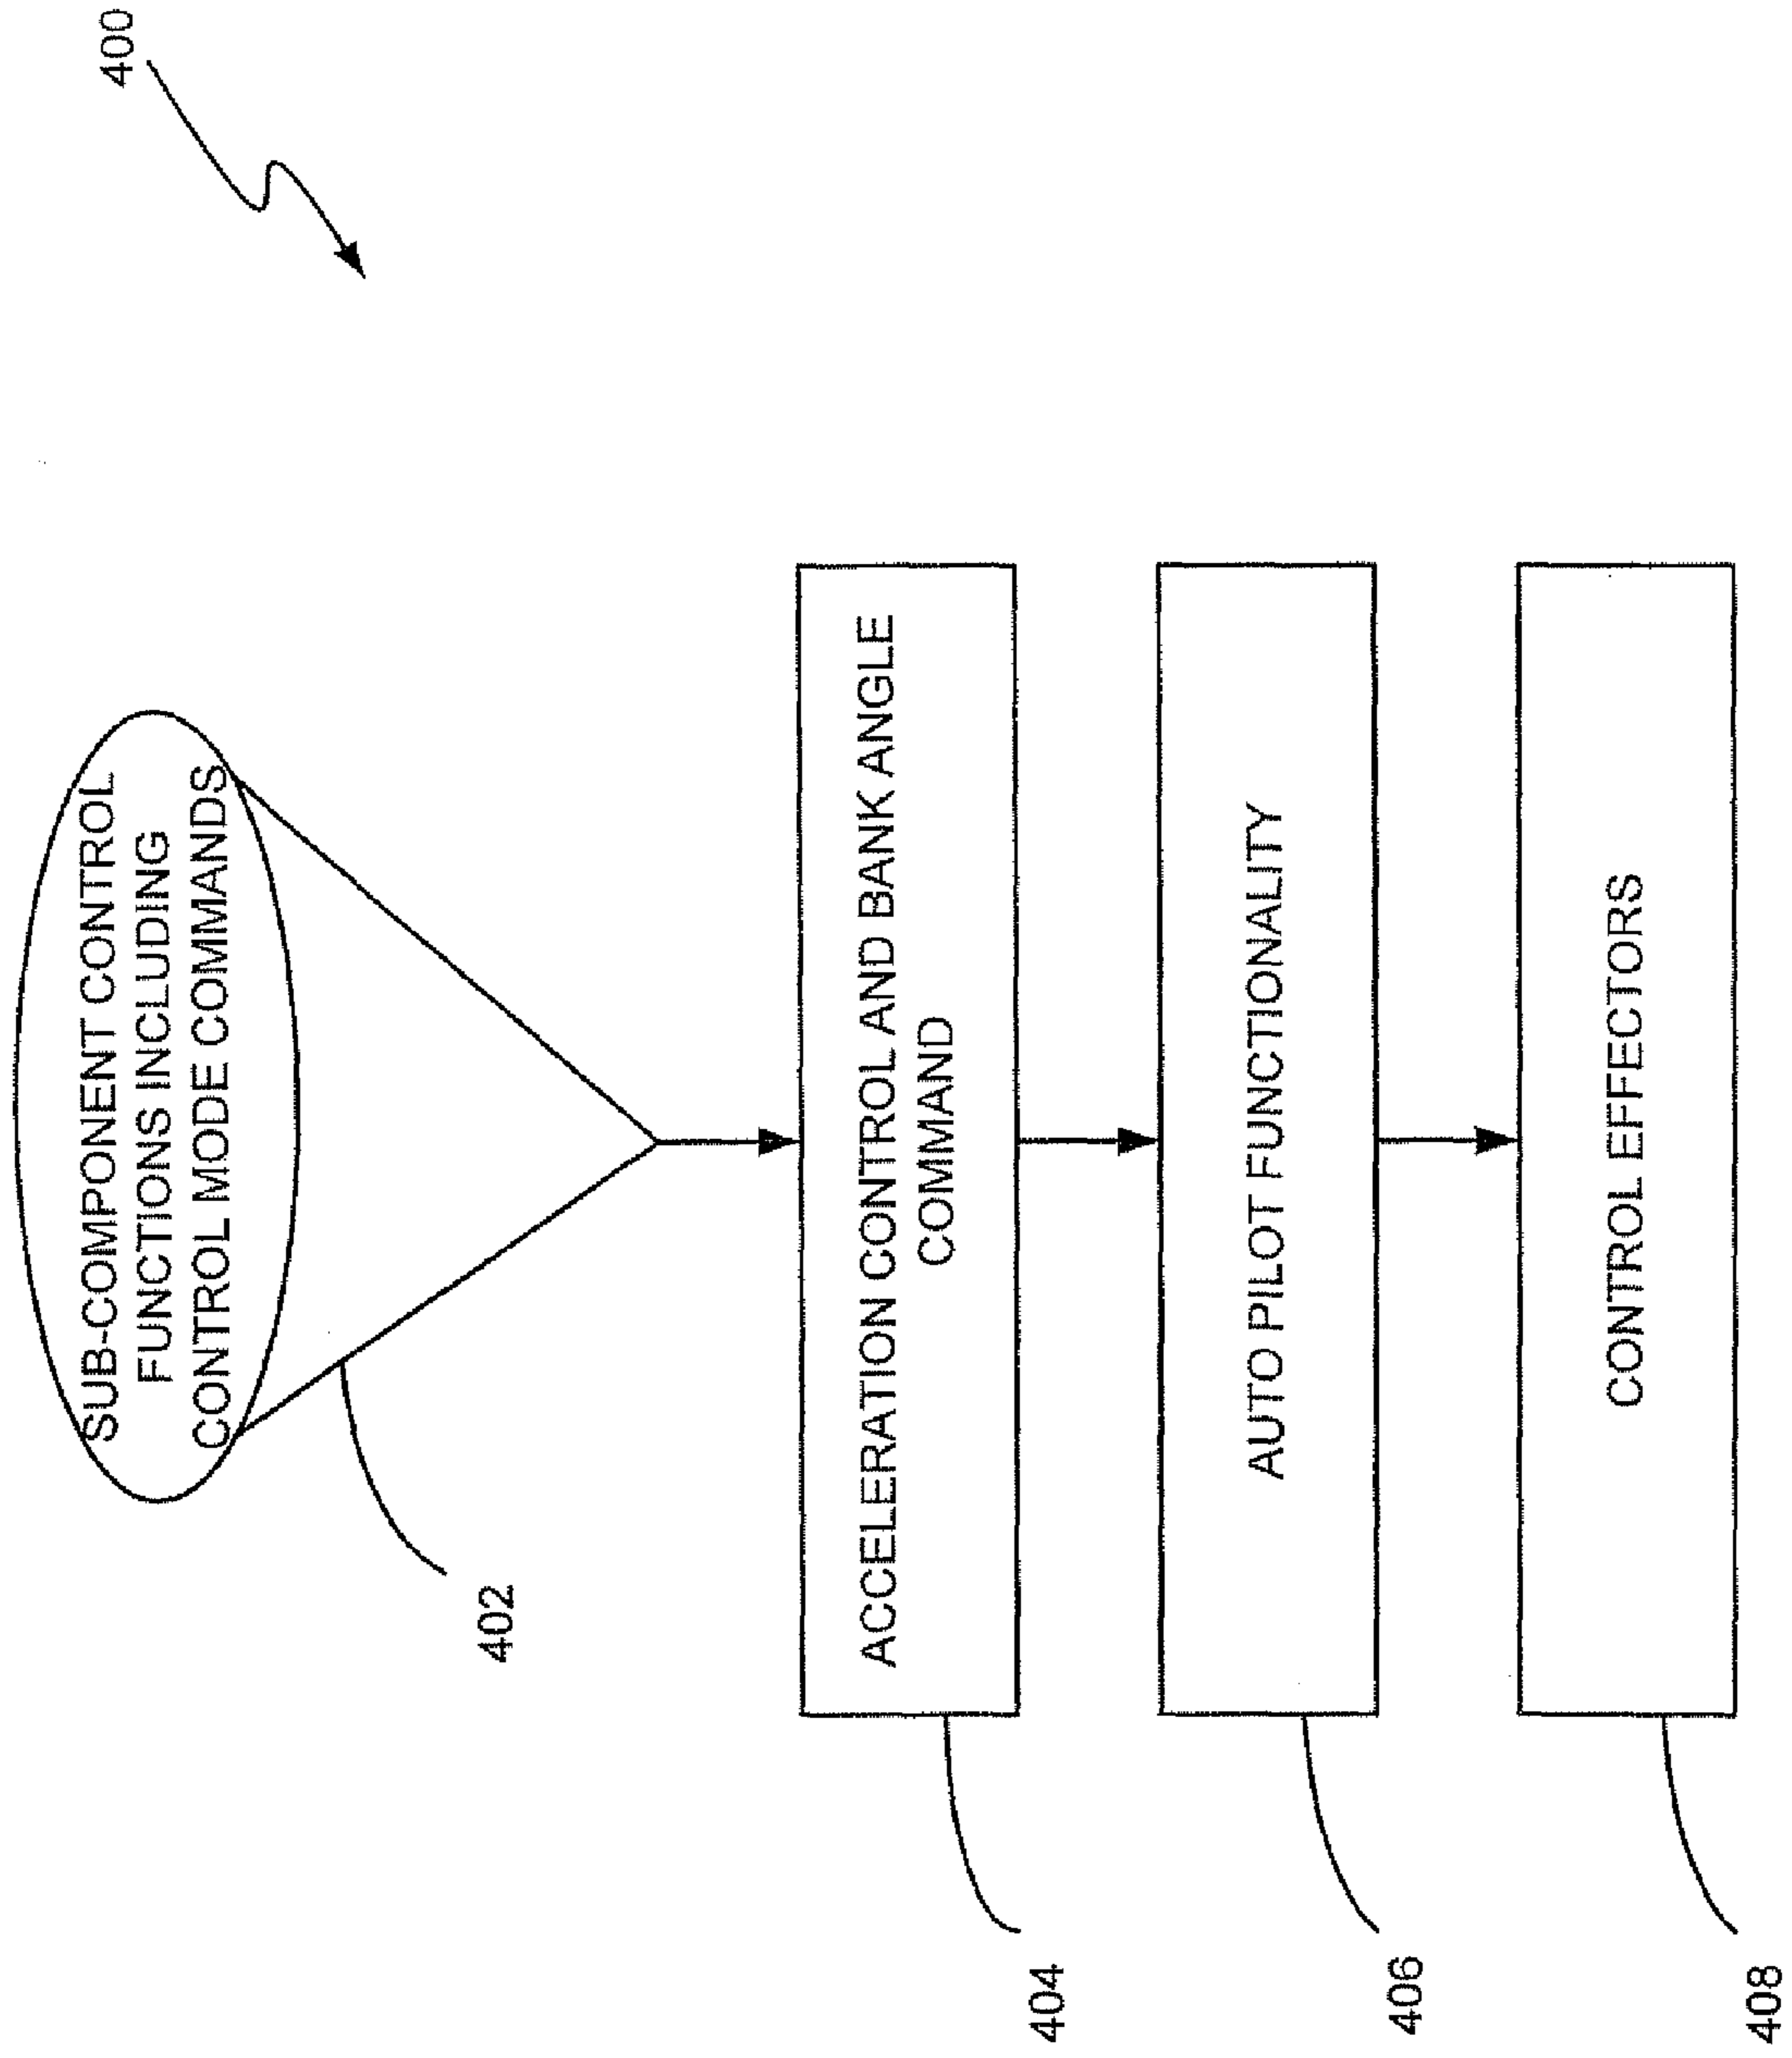 400
SUB-COMPONENT CONTROL
FUNCTIONS INCLUDING
CONTROL MODE COMMANDS
402
ACCELERATION CONTROL AND BANK ANGLE
COMMAND
404
AUTO PILOT FUNCTIONALITY
406
CONTROL EFFECTORS
408